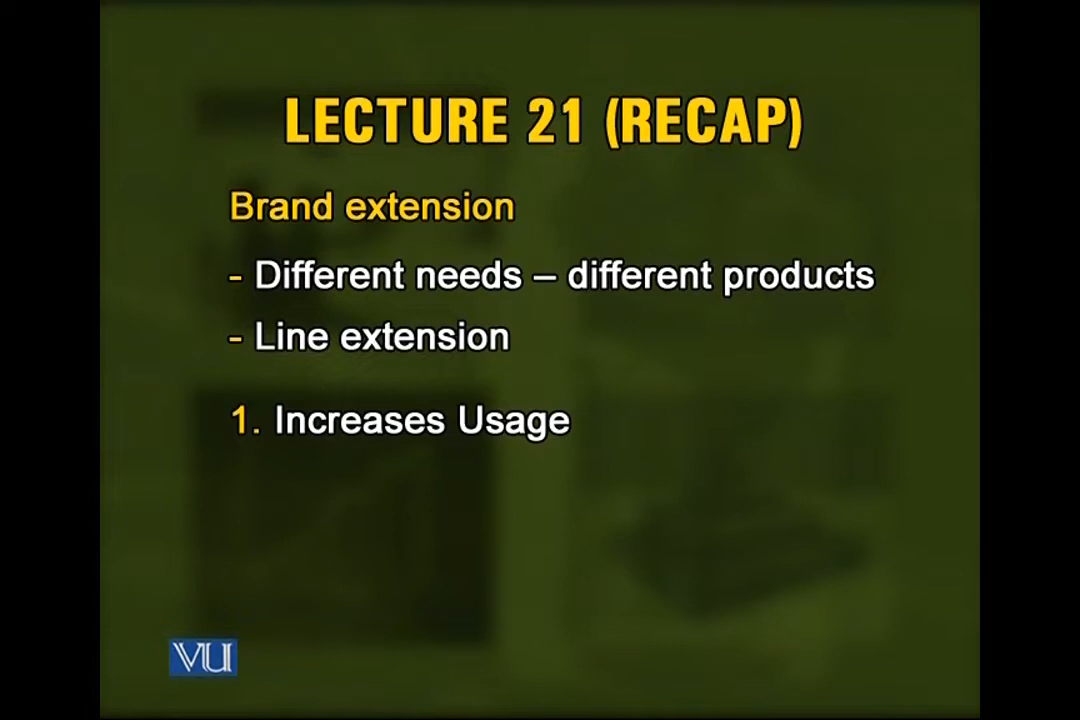 LECTURE 21 (RECAP)
Brand extension
- Different needs – different products
- Line extension
1. Increases Usage
VU